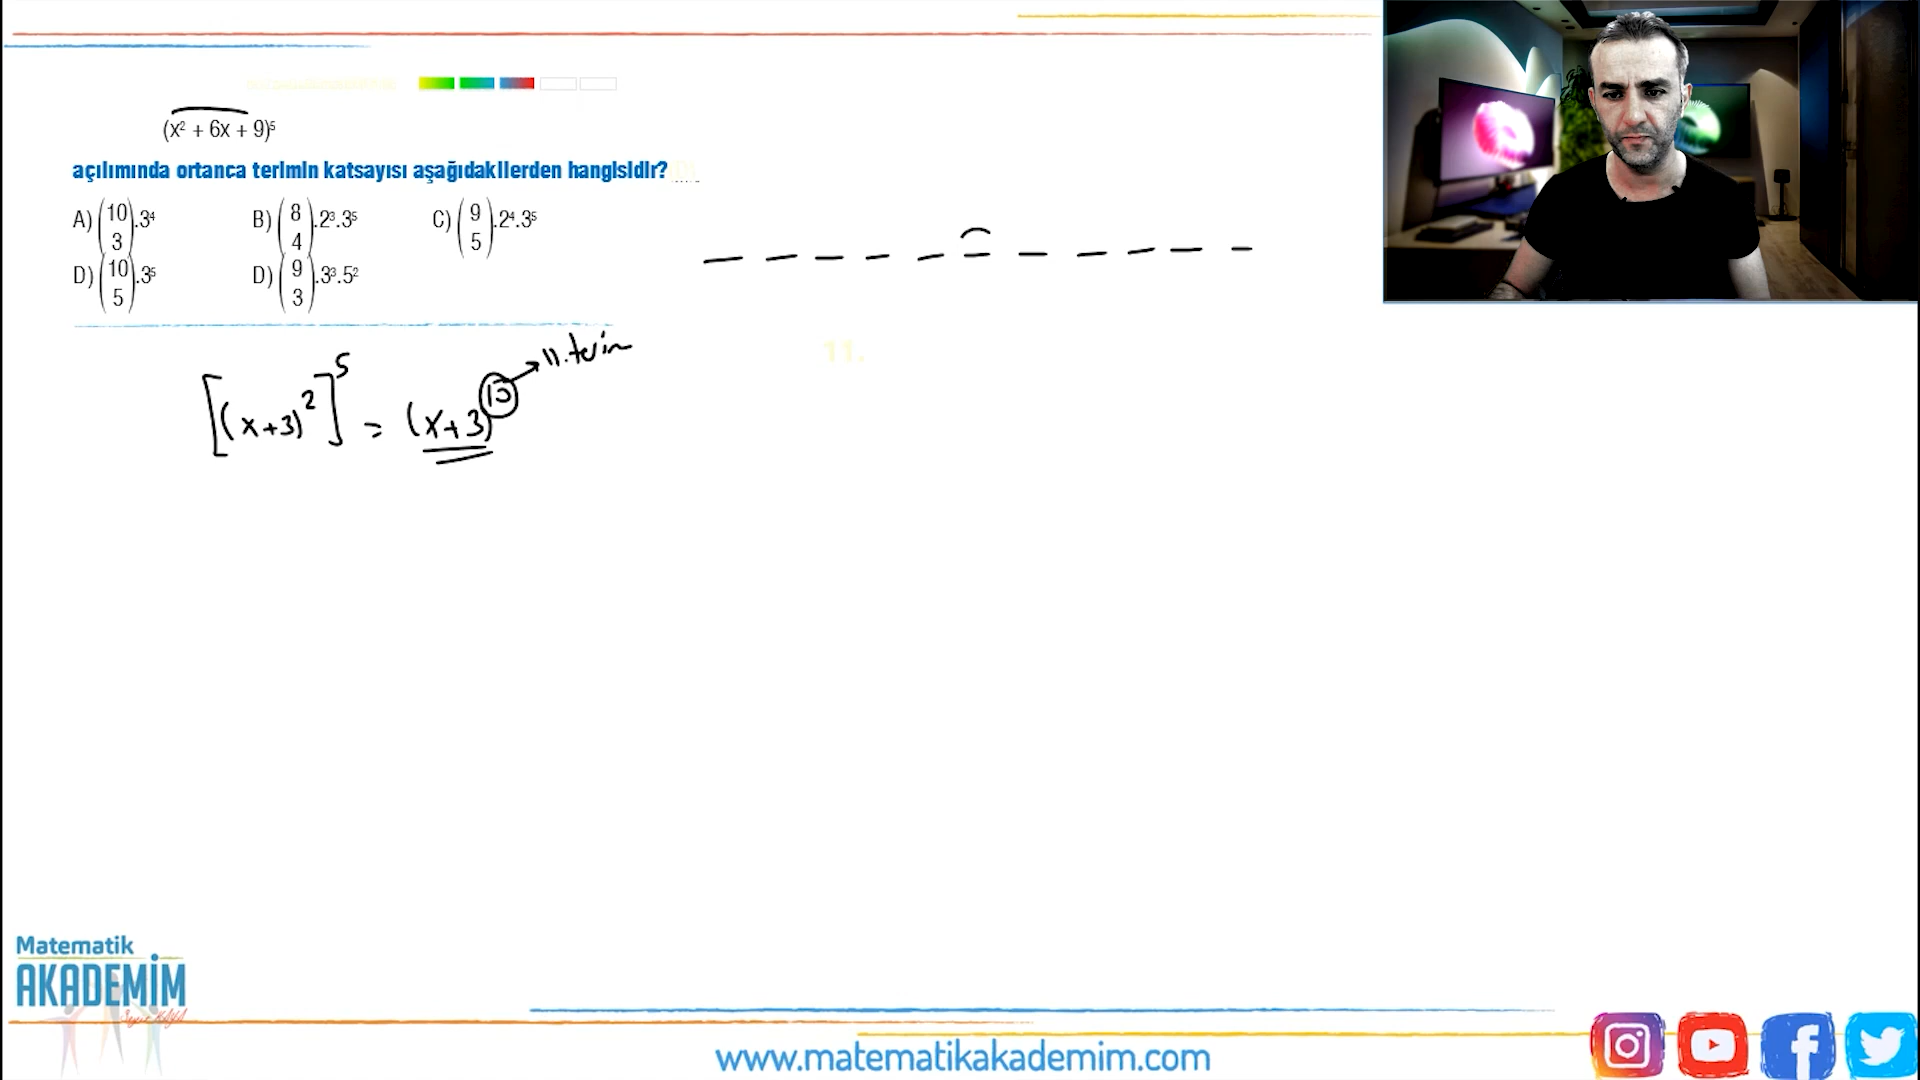 (x² + 6x + 9)⁵
açılımında ortanca terimin katsayısı aşağıdakilerden hangisidir?
A) (10 3).3⁴ B) (8 4).2³.3⁵ C) (9 5).2⁴.3⁵
D) (10 5).3⁵ D) (9 3).3³.5²
[(x+3)²]⁵ = (x+3)¹⁰ → 11.terim
11.
Matematik
AKADEMİM
www.matematikakademim.com